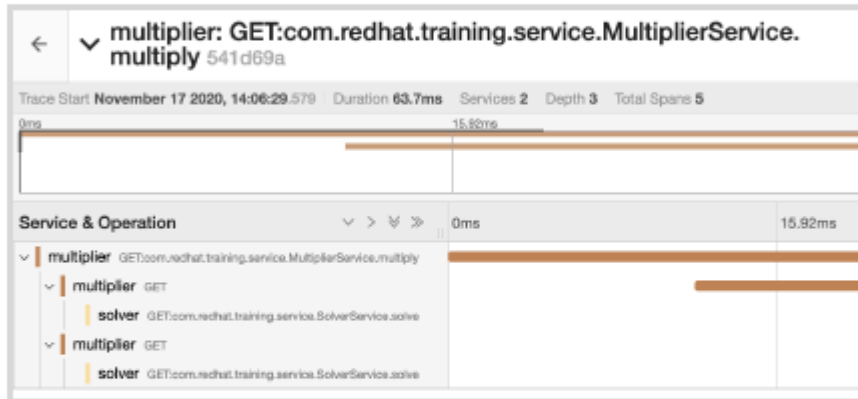 multiplier: GET:com.redhat.training.service.MultiplierService.
multiply 541d69a
Trace Start November 17 2020, 14:06:29.579 Duration 63.7ms Services 2 Depth 3 Total Spans 5
0ms 15.92ms
Service & Operation 0ms 15.92ms
multiplier GET:com.redhat.training.service.MultiplierService.multiply
multiplier GET
solver GET:com.redhat.training.service.SolverService.solve
multiplier GET
solver GET:com.redhat.training.service.SolverService.solve